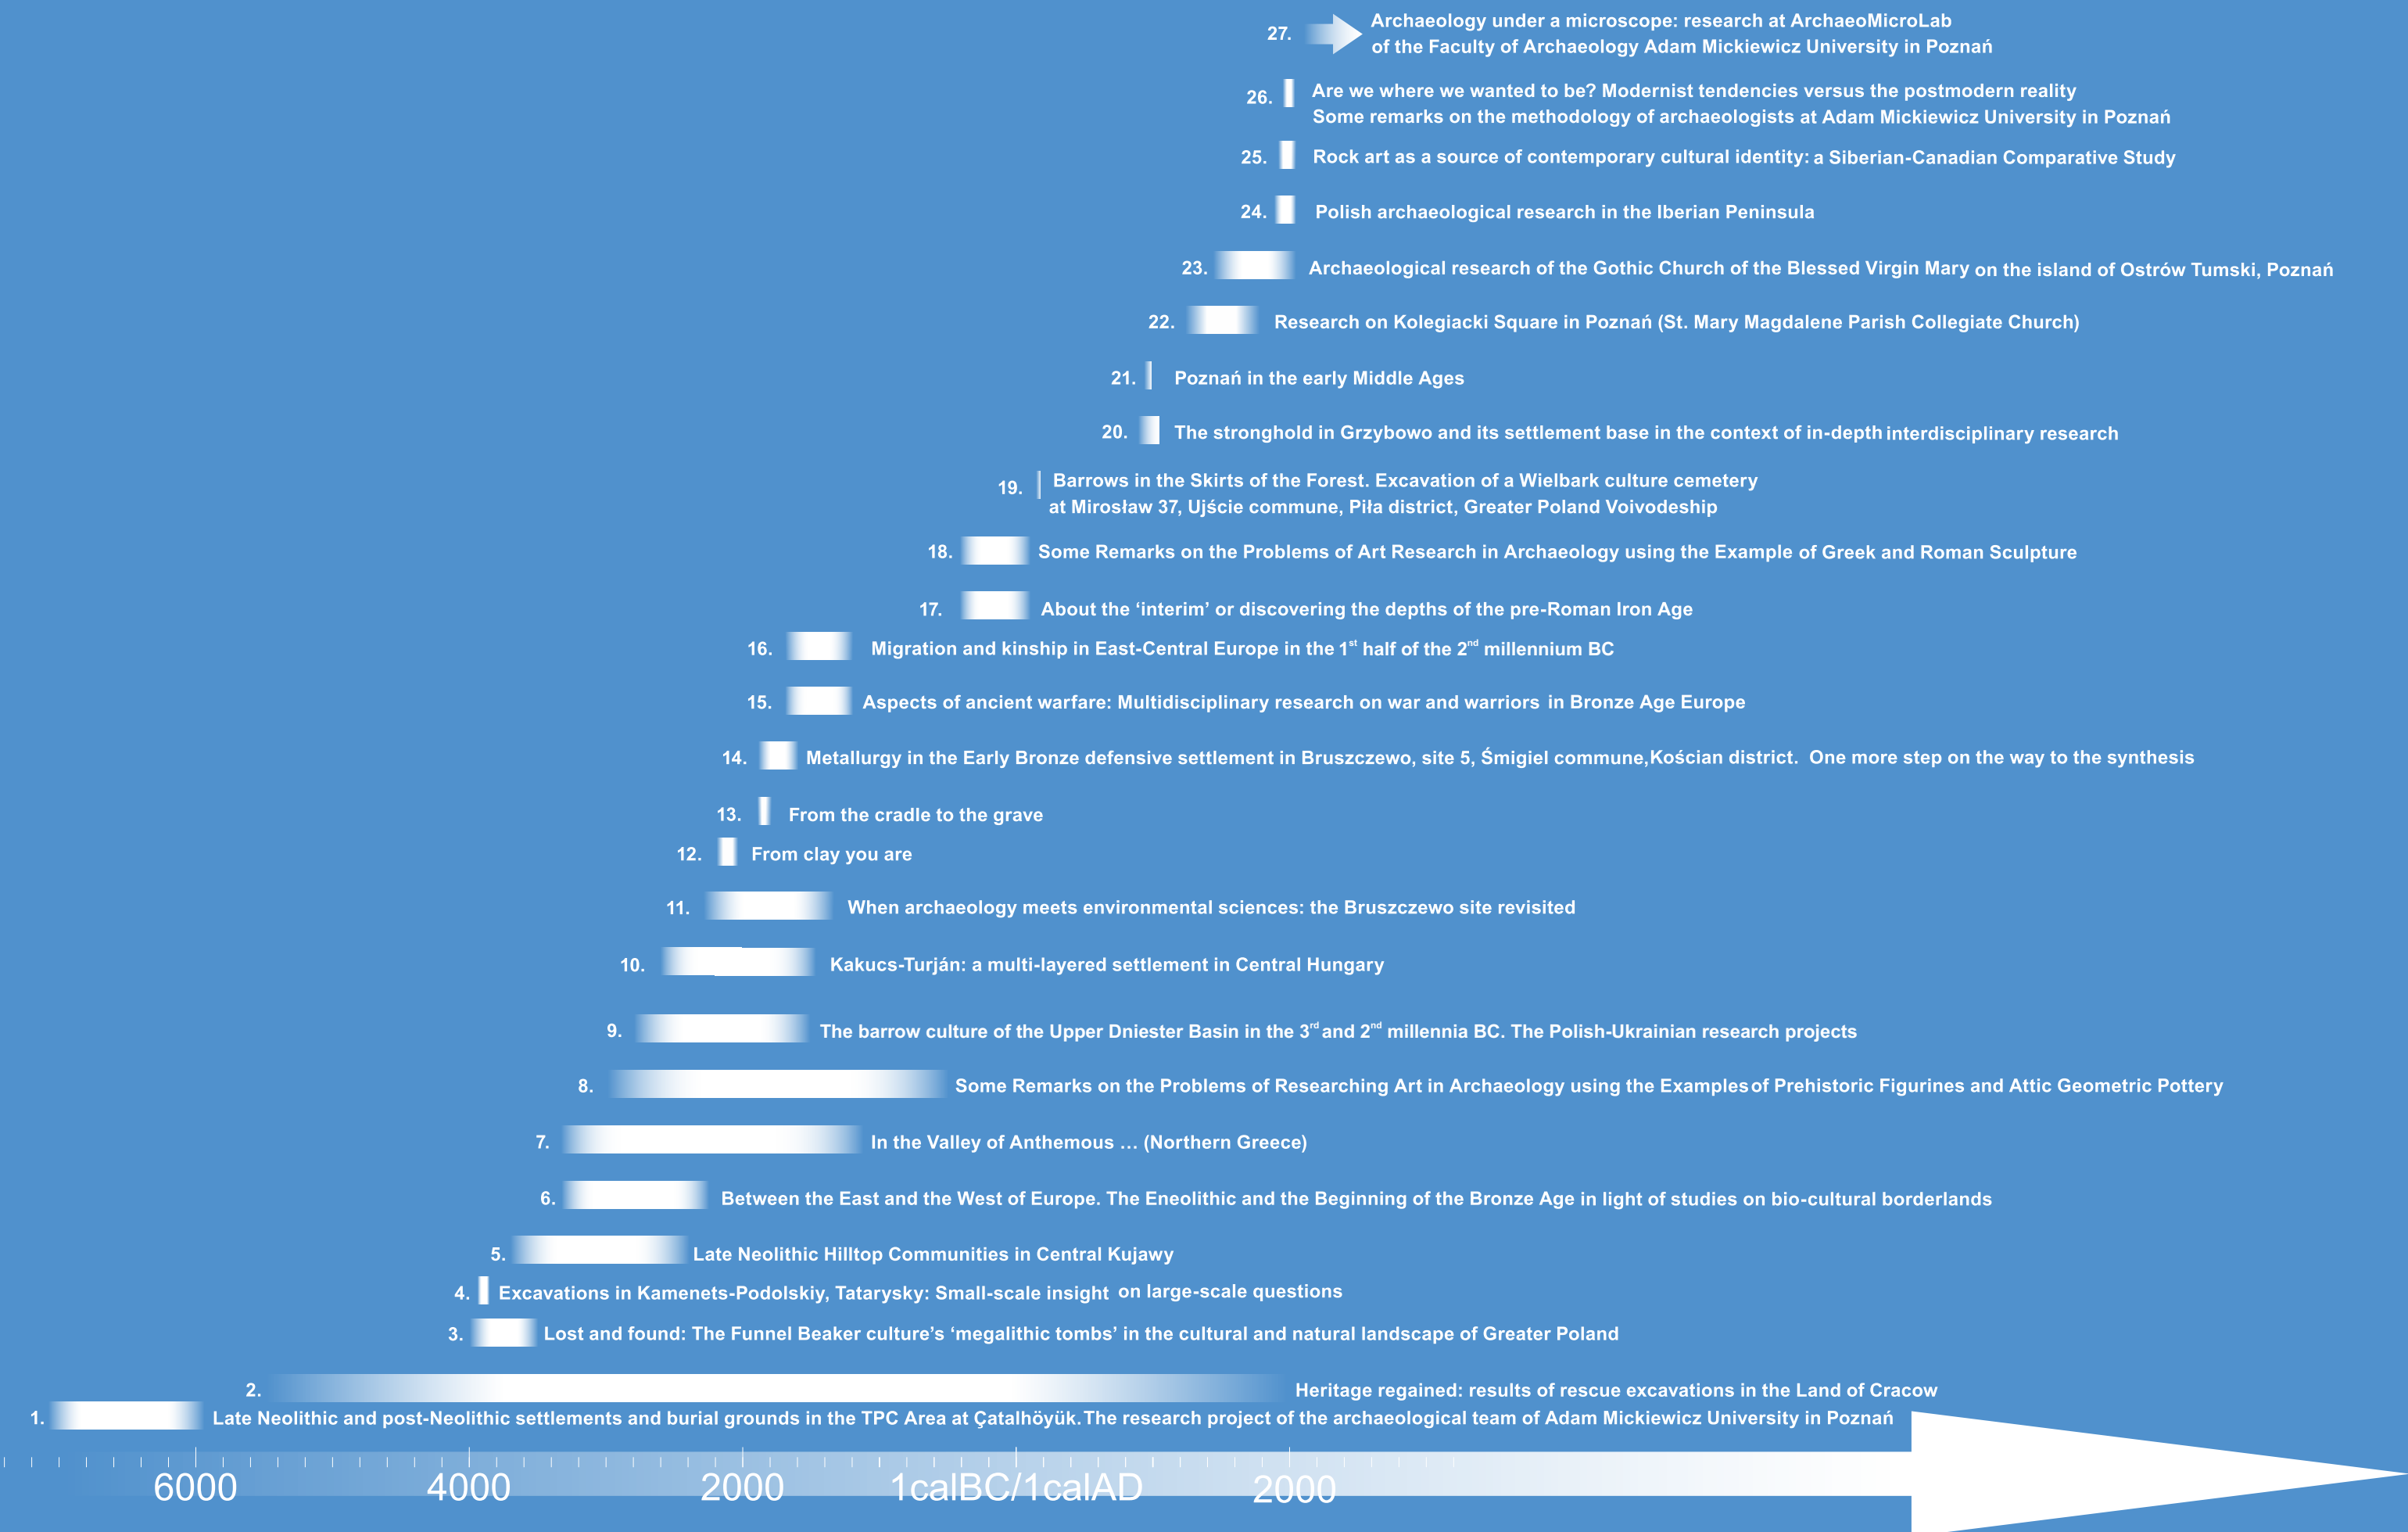 27. Archaeology under a microscope: research at ArchaeoMicroLab
of the Faculty of Archaeology Adam Mickiewicz University in Poznań
26. Are we where we wanted to be? Modernist tendencies versus the postmodern reality
Some remarks on the methodology of archaeologists at Adam Mickiewicz University in Poznań
25. Rock art as a source of contemporary cultural identity: a Siberian-Canadian Comparative Study
24. Polish archaeological research in the Iberian Peninsula
23. Archaeological research of the Gothic Church of the Blessed Virgin Mary on the island of Ostrów Tumski, Poznań
22. Research on Kolegiacki Square in Poznań (St. Mary Magdalene Parish Collegiate Church)
21. Poznań in the early Middle Ages
20. The stronghold in Grzybowo and its settlement base in the context of in-depth interdisciplinary research
19. Barrows in the Skirts of the Forest. Excavation of a Wielbark culture cemetery
at Mirosław 37, Ujście commune, Piła district, Greater Poland Voivodeship
18. Some Remarks on the Problems of Art Research in Archaeology using the Example of Greek and Roman Sculpture
17. About the ‘interim’ or discovering the depths of the pre-Roman Iron Age
16. Migration and kinship in East-Central Europe in the 1st half of the 2nd millennium BC
15. Aspects of ancient warfare: Multidisciplinary research on war and warriors in Bronze Age Europe
14. Metallurgy in the Early Bronze defensive settlement in Bruszczewo, site 5, Śmigiel commune, Kościan district. One more step on the way to the synthesis
13. From the cradle to the grave
12. From clay you are
11. When archaeology meets environmental sciences: the Bruszczewo site revisited
10. Kakucs-Turján: a multi-layered settlement in Central Hungary
9. The barrow culture of the Upper Dniester Basin in the 3rd and 2nd millennia BC. The Polish-Ukrainian research projects
8. Some Remarks on the Problems of Researching Art in Archaeology using the Examples of Prehistoric Figurines and Attic Geometric Pottery
7. In the Valley of Anthemous … (Northern Greece)
6. Between the East and the West of Europe. The Eneolithic and the Beginning of the Bronze Age in light of studies on bio-cultural borderlands
5. Late Neolithic Hilltop Communities in Central Kujawy
4. Excavations in Kamenets-Podolskiy, Tatarysky: Small-scale insight on large-scale questions
3. Lost and found: The Funnel Beaker culture’s ‘megalithic tombs’ in the cultural and natural landscape of Greater Poland
2. Heritage regained: results of rescue excavations in the Land of Cracow
1. Late Neolithic and post-Neolithic settlements and burial grounds in the TPC Area at Çatalhöyük. The research project of the archaeological team of Adam Mickiewicz University in Poznań
6000 4000 2000 1calBC/1calAD 2000